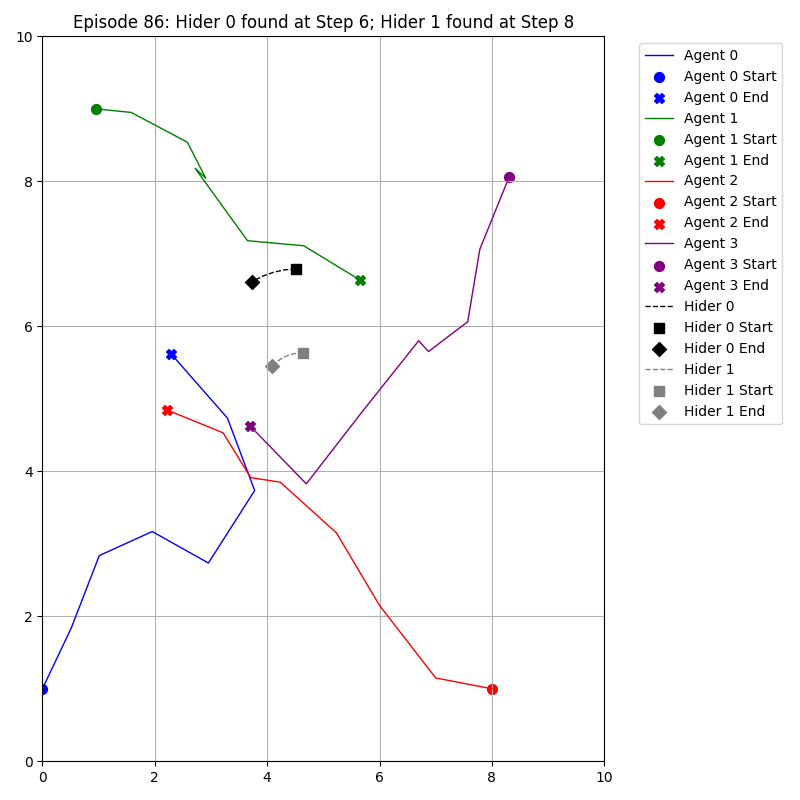 Episode 86: Hider 0 found at Step 6; Hider 1 found at Step 8
10
8
6
4
2
0
0 2 4 6 8 10
Agent 0
Agent 0 Start
Agent 0 End
Agent 1
Agent 1 Start
Agent 1 End
Agent 2
Agent 2 Start
Agent 2 End
Agent 3
Agent 3 Start
Agent 3 End
Hider 0
Hider 0 Start
Hider 0 End
Hider 1
Hider 1 Start
Hider 1 End